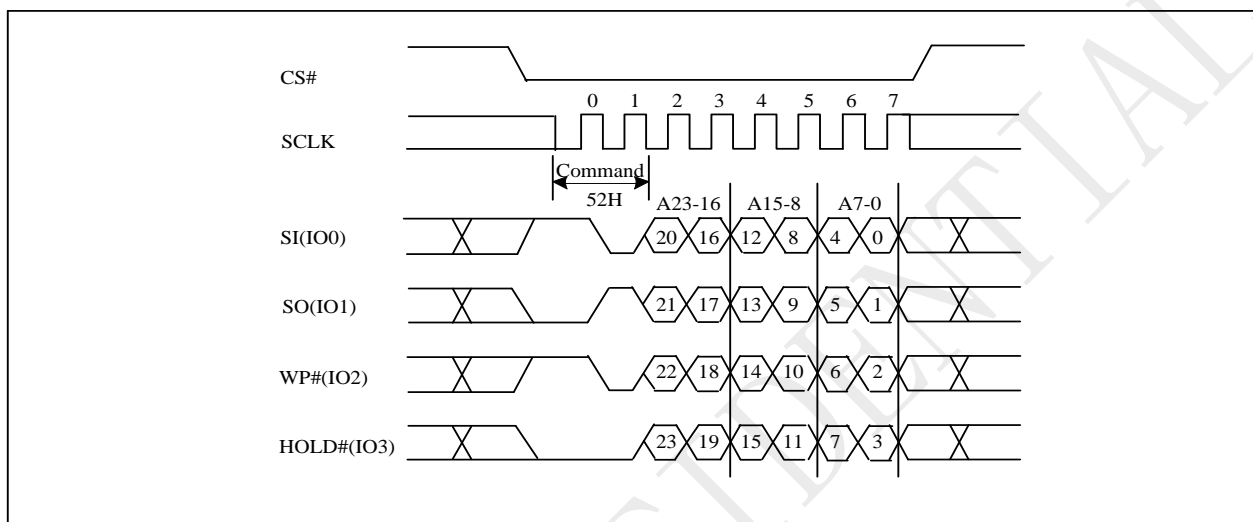 CS#
0 1 2 3 4 5 6 7
SCLK
Command
52H
A23-16 A15-8 A7-0
SI(IO0) 20 16 12 8 4 0
SO(IO1) 21 17 13 9 5 1
WP#(IO2) 22 18 14 10 6 2
HOLD#(IO3) 23 19 15 11 7 3
SIDENTIAL